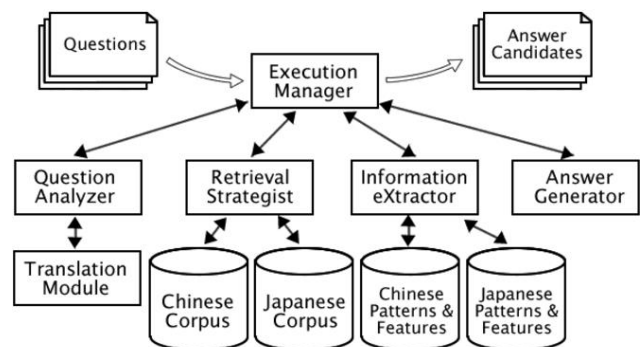 Questions
Execution
Manager
Answer
Candidates
Question
Analyzer
Retrieval
Strategist
Information
eXtractor
Answer
Generator
Translation
Module
Chinese
Corpus
Japanese
Corpus
Chinese
Patterns &
Features
Japanese
Patterns &
Features